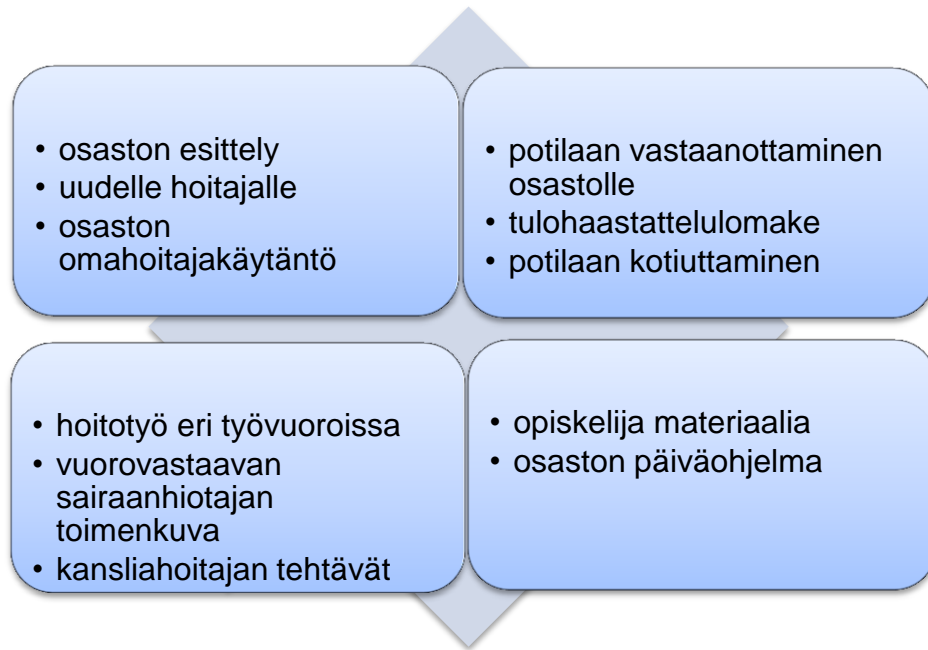 • osaston esittely
• uudelle hoitajalle
• osaston
omahoitajakäytäntö
• potilaan vastaanottaminen
osastolle
• tulohaastattelulomake
• potilaan kotiuttaminen
• hoitotyö eri työvuoroissa
• vuorovastaavan
sairaanhiotajan
toimenkuva
• kansliahoitajan tehtävät
• opiskelija materiaalia
• osaston päiväohjelma